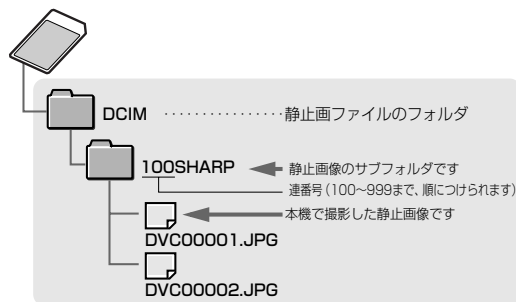 DCIM ・・・・・・・・・・・・・・・静止画ファイルのフォルダ
100SHARP 静止画像のサブフォルダです
連番号(100〜999まで、順につけられます)
本機で撮影した静止画像です
DVC00001.JPG
DVC00002.JPG